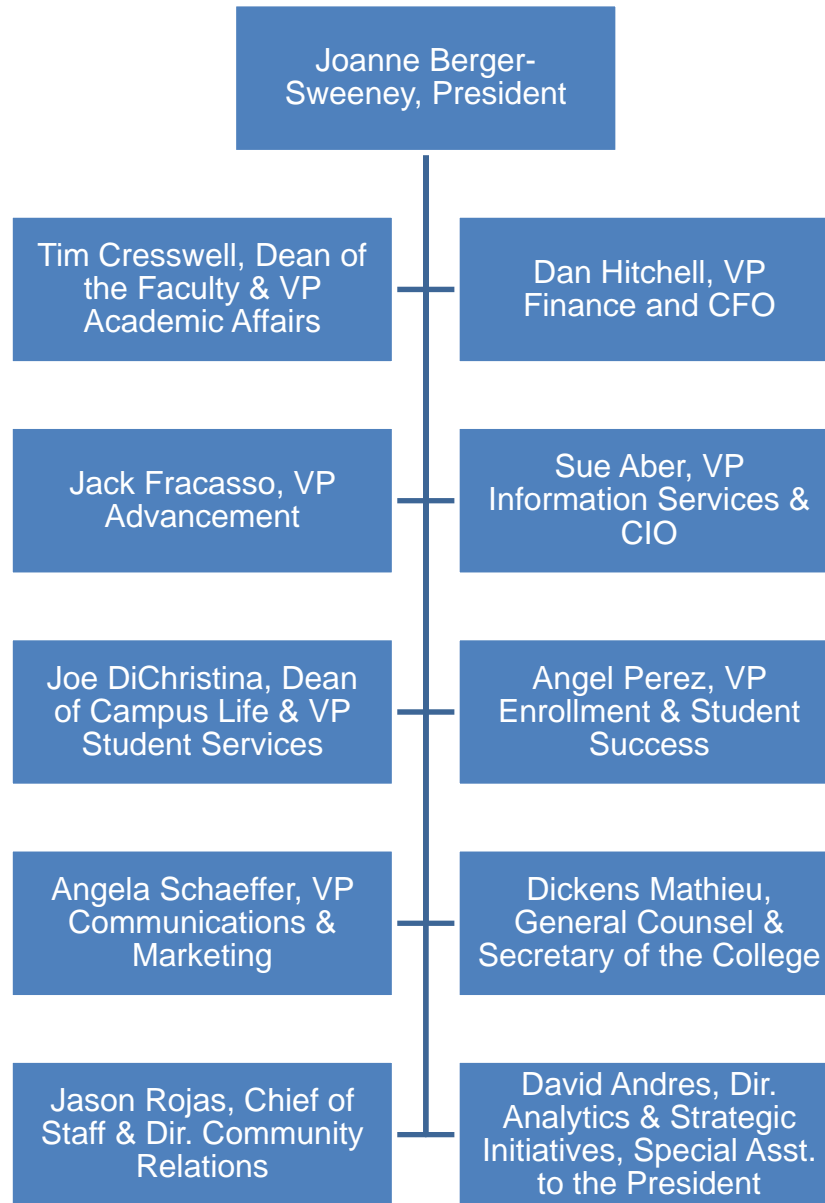 Joanne Berger-
Sweeney, President
Tim Cresswell, Dean of
the Faculty & VP
Academic Affairs
Dan Hitchell, VP
Finance and CFO
Jack Fracasso, VP
Advancement
Sue Aber, VP
Information Services &
CIO
Joe DiChristina, Dean
of Campus Life & VP
Student Services
Angel Perez, VP
Enrollment & Student
Success
Angela Schaeffer, VP
Communications &
Marketing
Dickens Mathieu,
General Counsel &
Secretary of the College
Jason Rojas, Chief of
Staff & Dir. Community
Relations
David Andres, Dir.
Analytics & Strategic
Initiatives, Special Asst.
to the President